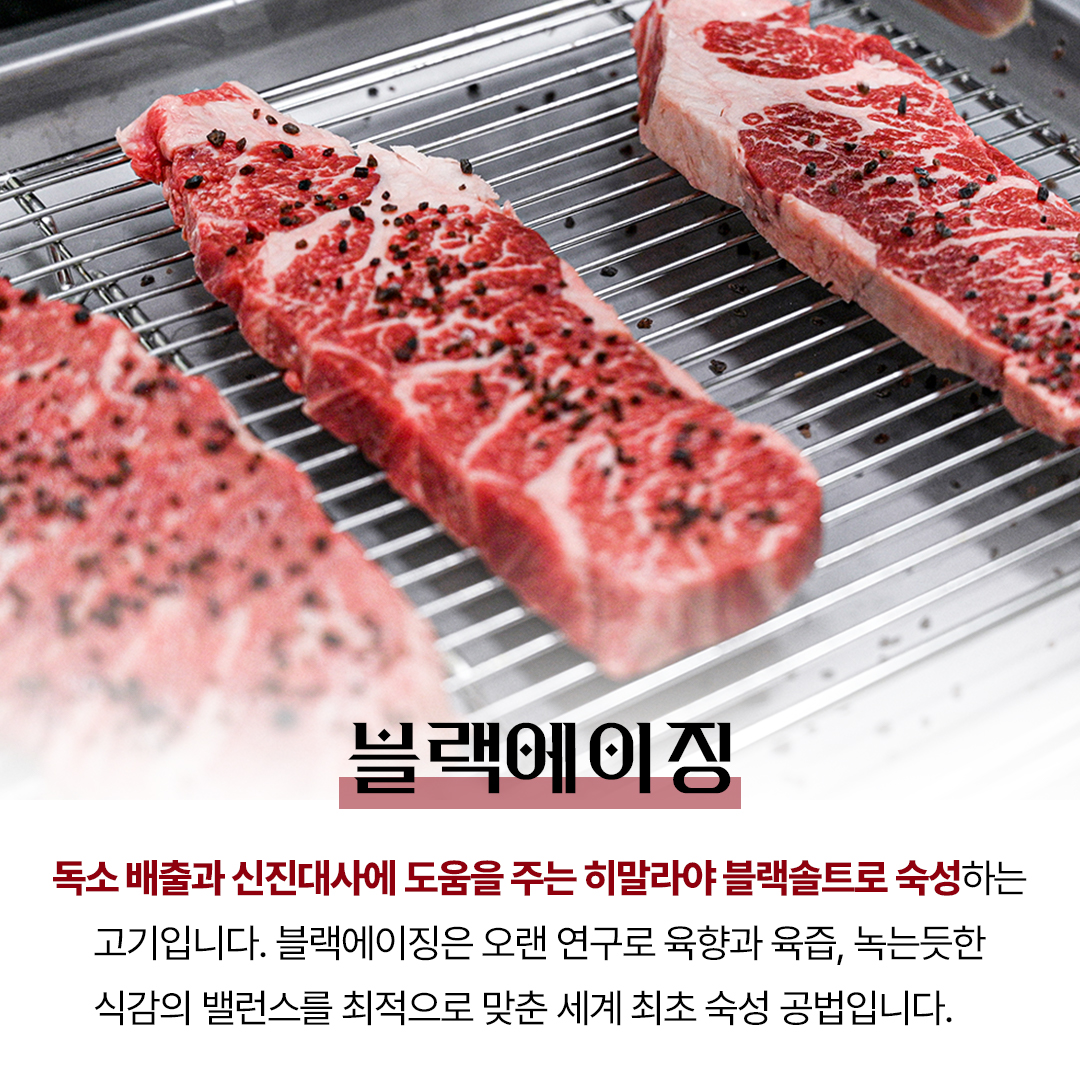 블랙에이징
독소 배출과 신진대사에 도움을 주는 히말라야 블랙솔트로 숙성하는
고기입니다. 블랙에이징은 오랜 연구로 육향과 육즙, 녹는듯한
식감의 밸런스를 최적으로 맞춘 세계 최초 숙성 공법입니다.